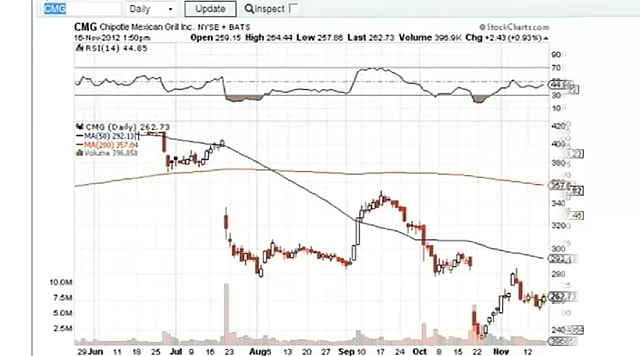 CMG Daily Update Inspect
CMG Chipotle Mexican Grill Inc. NYSE + BATS © StockCharts.com
16-Nov-2012 1:50pm Open 259.15 High 264.44 Low 257.86 Last 262.73 Volume 396.9K Chg +2.43 (+0.93%)
RSI(14) 44.85
90
70
30
10
CMG (Daily) 262.73
MA(50) 292.13
MA(200) 357.04
Volume 396,858
420
400
380
340
320
300
280
262.73
240
10.0M
7.5M
5.0M
2.5M
29 Jun 11 18 25 Jul 9 16 23 Aug 6 13 20 27 Sep 10 17 24 Oct 8 15 22 Nov 12